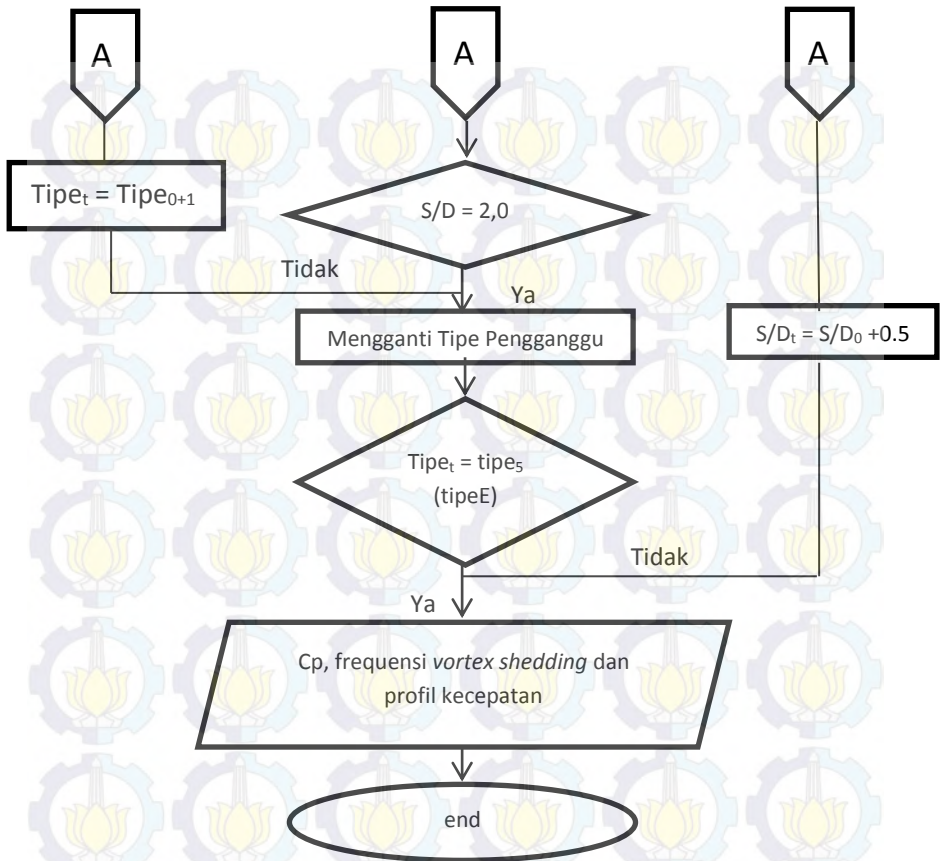 A
A
A
Tipeₜ = Tipe₀₊₁
S/D = 2,0
Tidak
Ya
Mengganti Tipe Pengganggu
S/Dₜ = S/D₀ +0.5
Tipeₜ = tipe₅
(tipeE)
Tidak
Ya
Cp, frekuensi vortex shedding dan
profil kecepatan
end